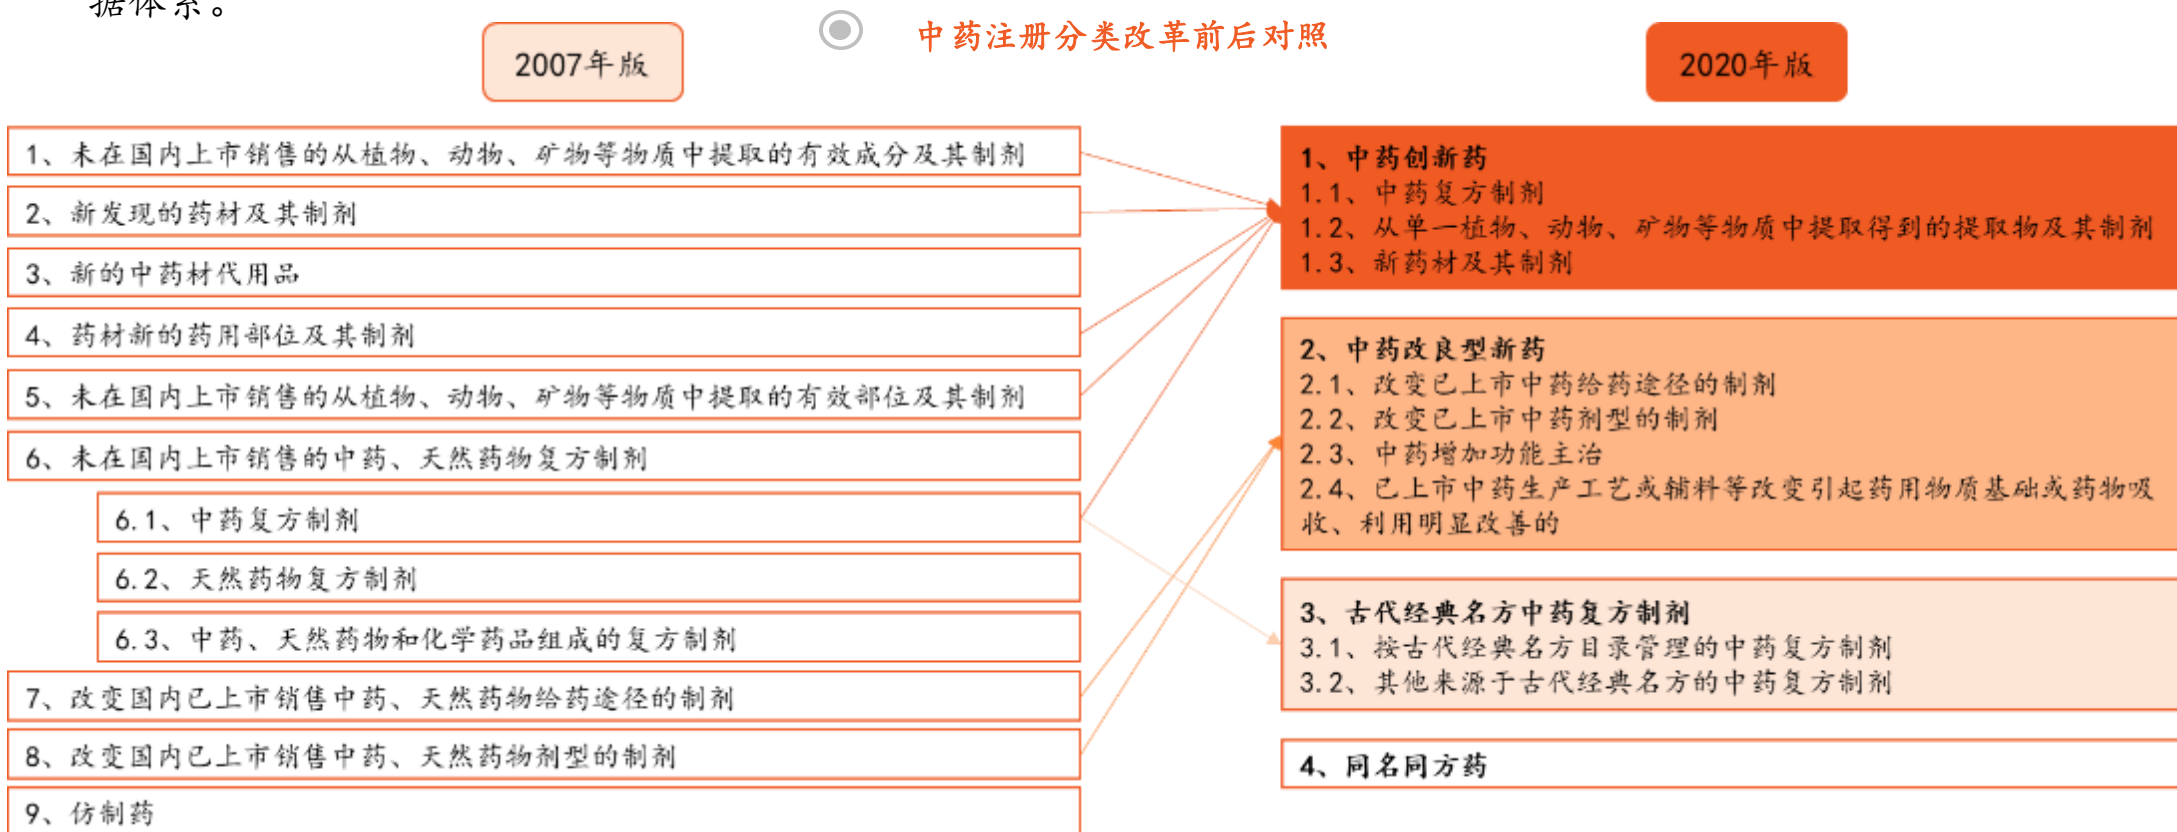 据体系。
中药注册分类改革前后对照
2007年版
1、未在国内上市销售的从植物、动物、矿物等物质中提取的有效成分及其制剂
2、新发现的药材及其制剂
3、新的中药材代用品
4、药材新的药用部位及其制剂
5、未在国内上市销售的从植物、动物、矿物等物质中提取的有效部位及其制剂
6、未在国内上市销售的中药、天然药物复方制剂
6.1、中药复方制剂
6.2、天然药物复方制剂
6.3、中药、天然药物和化学药品组成的复方制剂
7、改变国内已上市销售中药、天然药物给药途径的制剂
8、改变国内已上市销售中药、天然药物剂型的制剂
9、仿制药
2020年版
1、中药创新药
1.1、中药复方制剂
1.2、从单一植物、动物、矿物等物质中提取得到的提取物及其制剂
1.3、新药材及其制剂
2、中药改良型新药
2.1、改变已上市中药给药途径的制剂
2.2、改变已上市中药剂型的制剂
2.3、中药增加功能主治
2.4、已上市中药生产工艺或辅料等改变引起药用物质基础或药物吸
收、利用明显改善的
3、古代经典名方中药复方制剂
3.1、按古代经典名方目录管理的中药复方制剂
3.2、其他来源于古代经典名方的中药复方制剂
4、同名同方药